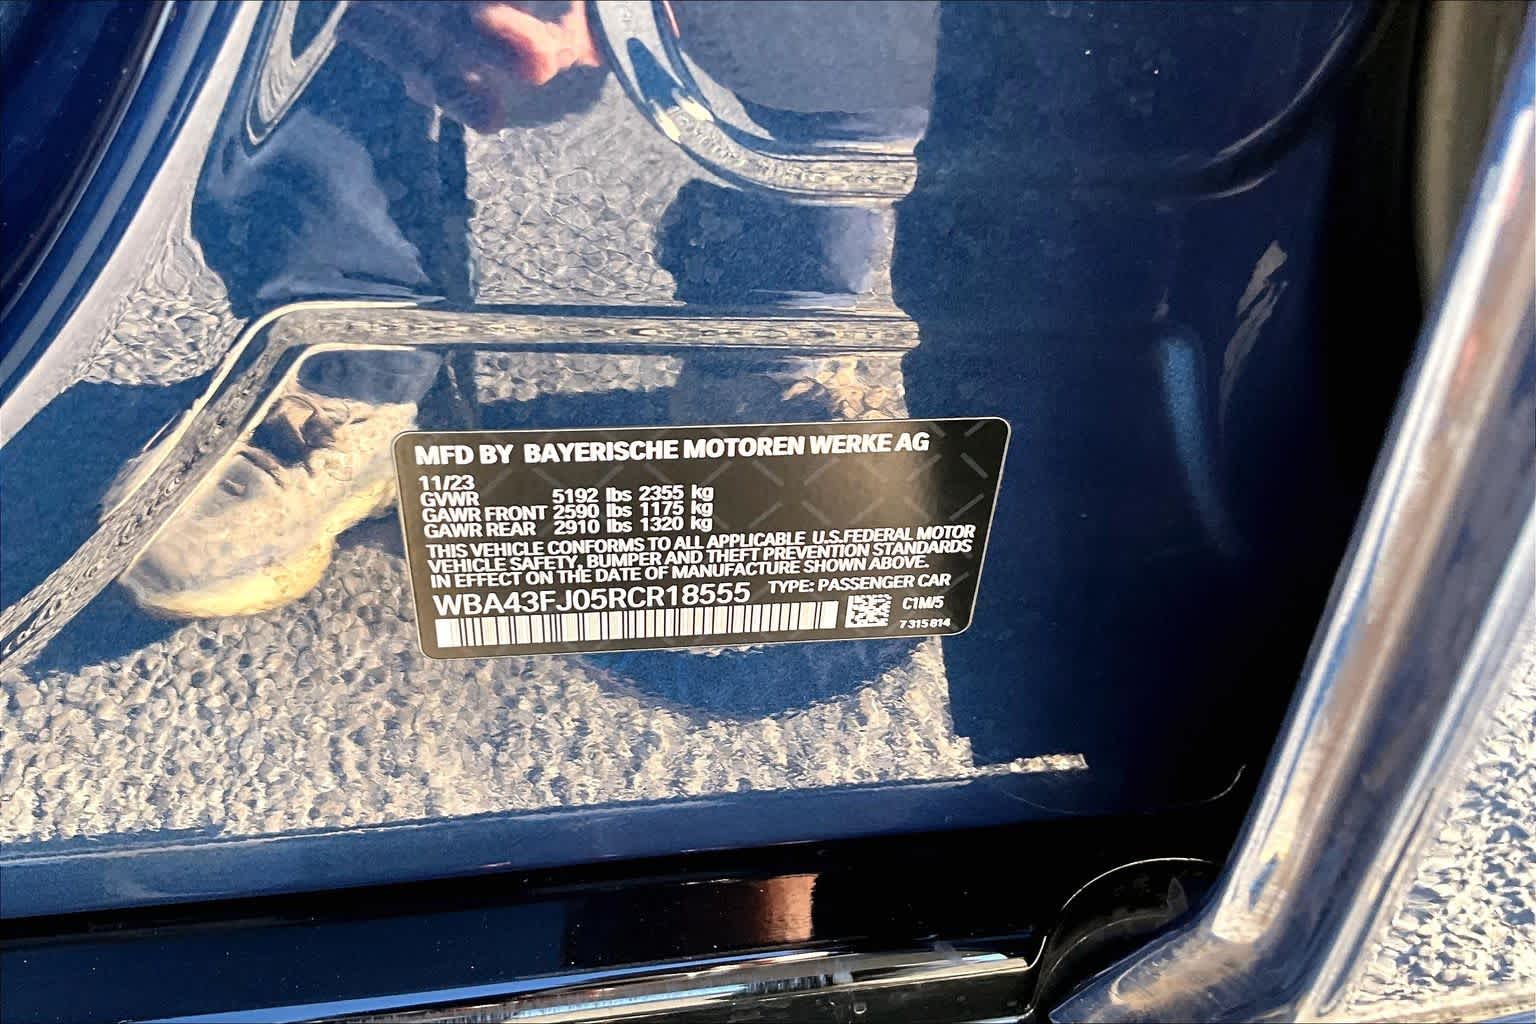 MFD BY BAYERISCHE MOTOREN WERKE AG
11/23
GVWR 5192 lbs 2355 kg
GAWR FRONT 2590 lbs 1175 kg
GAWR REAR 2910 lbs 1320 kg
THIS VEHICLE CONFORMS TO ALL APPLICABLE U.S.FEDERAL MOTOR
VEHICLE SAFETY, BUMPER AND THEFT PREVENTION STANDARDS
IN EFFECT ON THE DATE OF MANUFACTURE SHOWN ABOVE.
WBA43FJ05RCR18555 TYPE: PASSENGER CAR
C1M/5
7 315 814